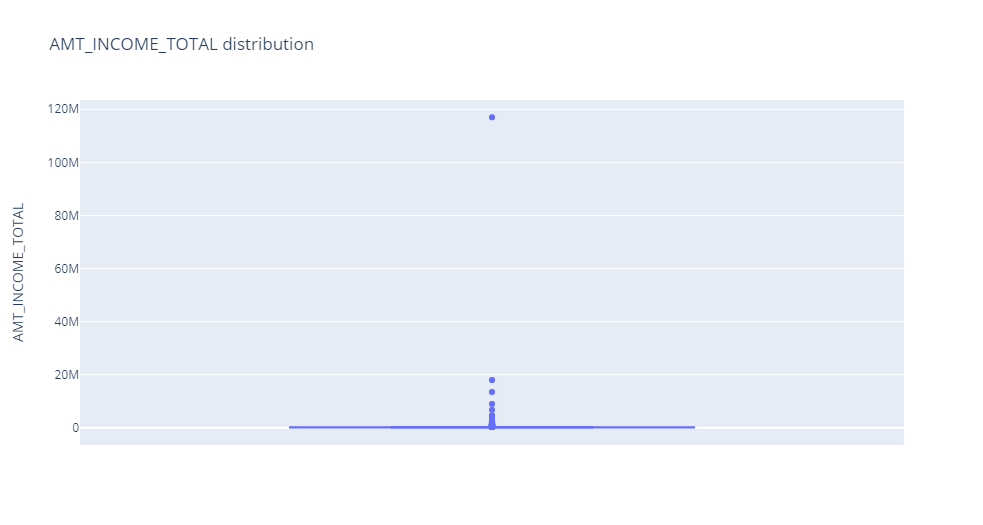 AMT_INCOME_TOTAL distribution
120M
100M
80M
60M
40M
20M
0
AMT_INCOME_TOTAL